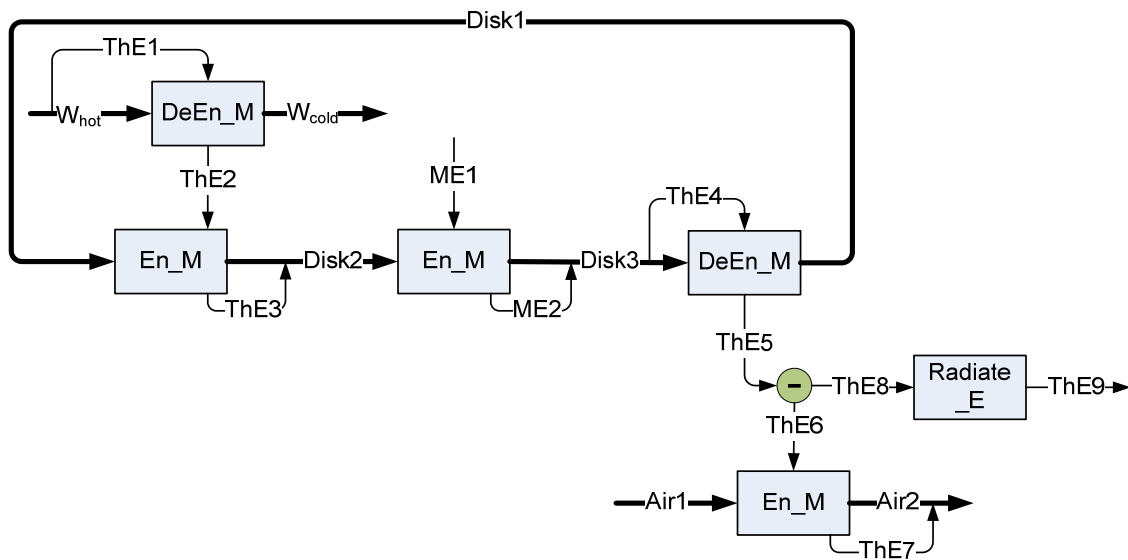 Disk1
ThE1
W_hot
DeEn_M
W_cold
ThE2
ME1
ThE4
En_M
Disk2
En_M
Disk3
DeEn_M
ThE3
ME2
ThE5
-
ThE8
Radiate
_E
ThE9
ThE6
Air1
En_M
Air2
ThE7